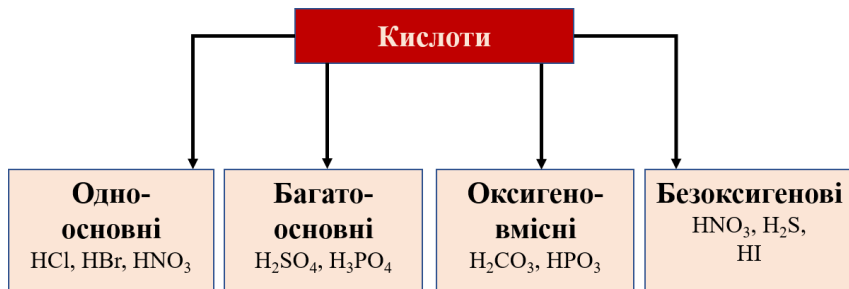 Кислоти
Одно-
основні
HCl, HBr, HNO₃
Багато-
основні
H₂SO₄, H₃PO₄
Оксигено-
вмісні
H₂CO₃, HPO₃
Безоксигенові
HNO₃, H₂S,
HI